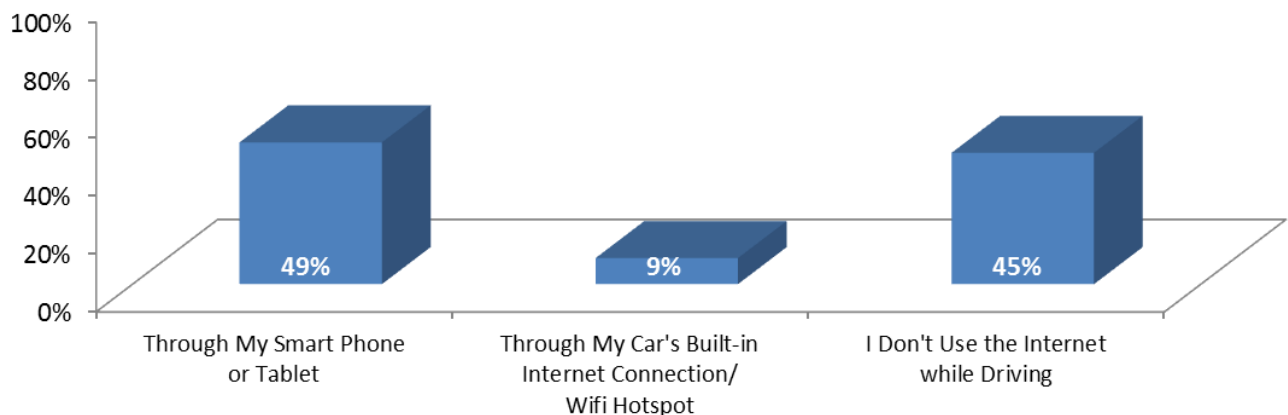 100%
80%
60%
40%
20%
0%
49%
9%
45%
Through My Smart Phone
or Tablet
Through My Car's Built-in
Internet Connection/
Wifi Hotspot
I Don't Use the Internet
while Driving